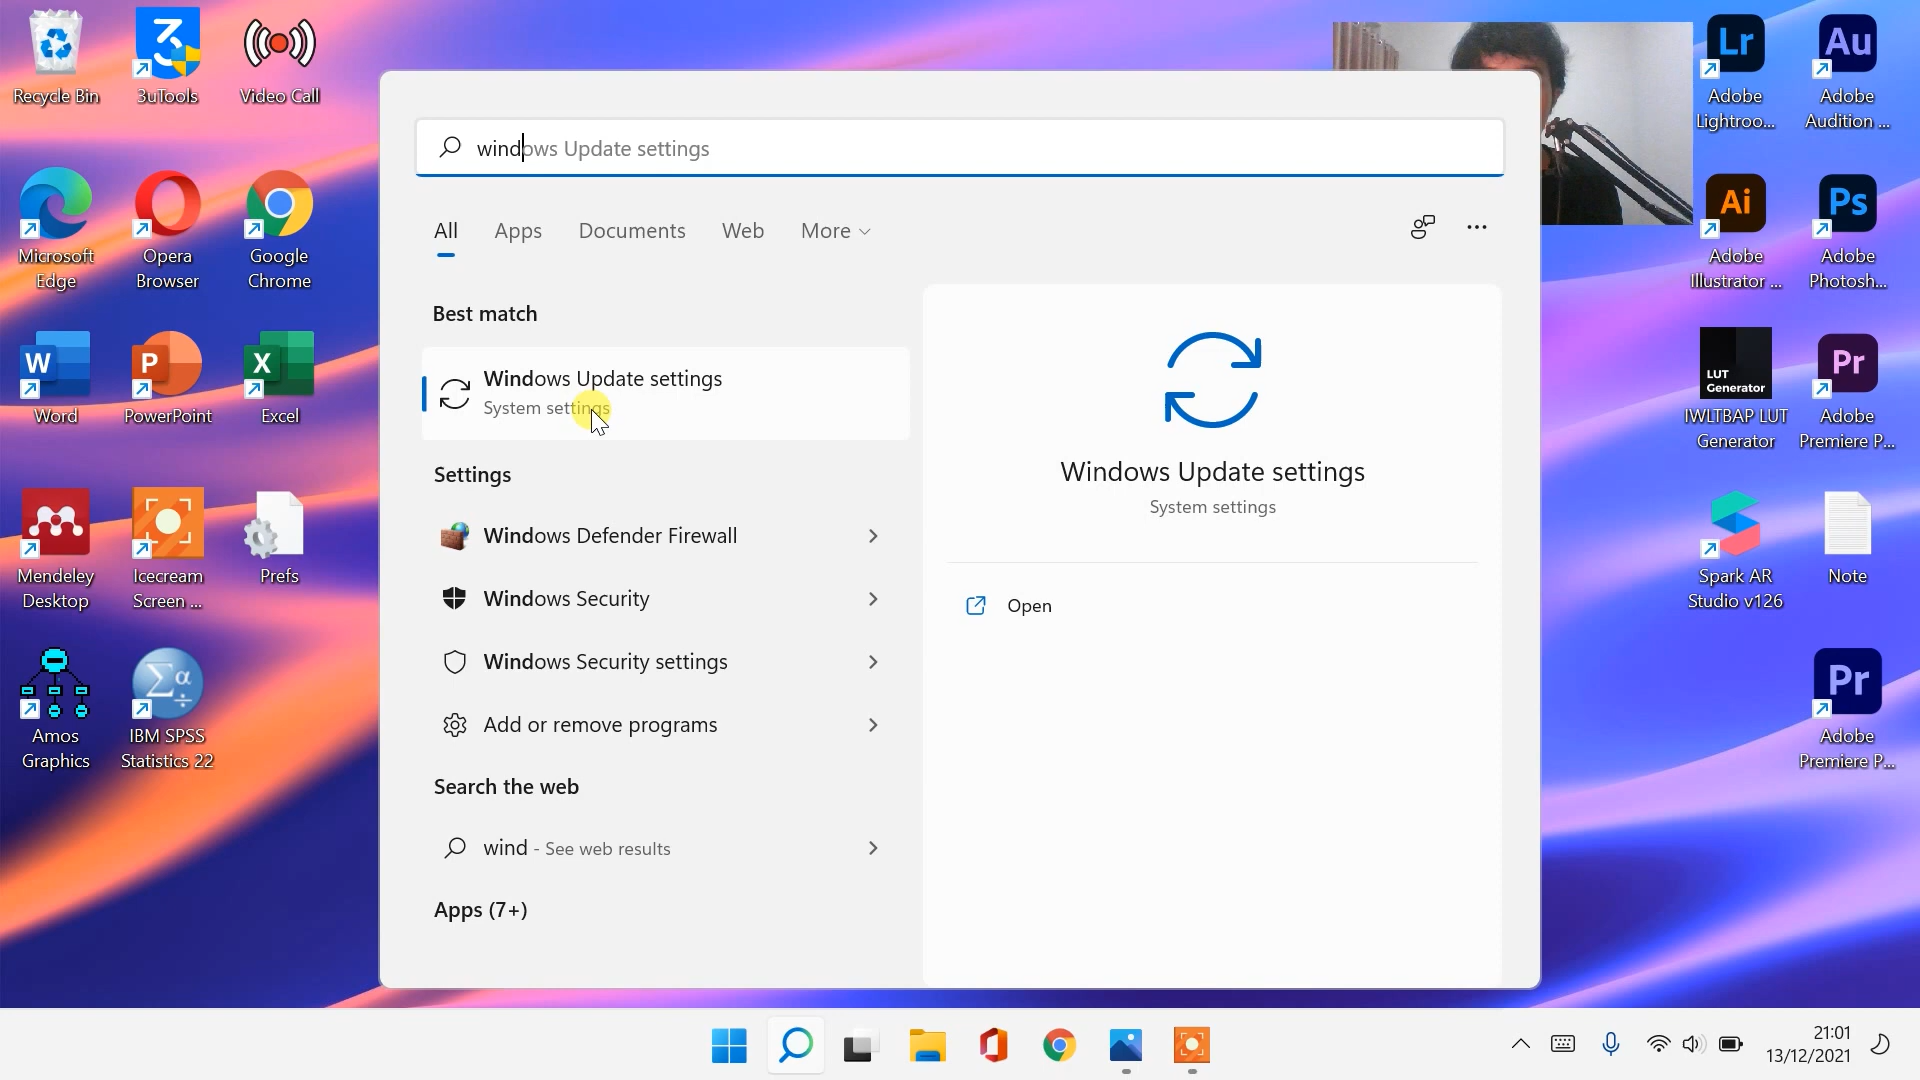 Recycle Bin
3uTools
Video Call
Microsoft
Edge
Opera
Browser
Google
Chrome
W
Word
P
PowerPoint
X
Excel
Mendeley
Desktop
Icecream
Screen ...
Prefs
Amos
Graphics
Σα
÷
IBM SPSS
Statistics 22
windows Update settings
All
Apps
Documents
Web
More
Best match
Windows Update settings
System settings
Settings
Windows Defender Firewall
Windows Security
Windows Security settings
Add or remove programs
Search the web
wind - See web results
Apps (7+)
Windows Update settings
System settings
Open
Lr
Adobe
Lightroo...
Au
Adobe
Audition ...
Ai
Adobe
Illustrator ...
Ps
Adobe
Photosh...
LUT
Generator
IWLTBAP LUT
Generator
Pr
Adobe
Premiere P...
Spark AR
Studio v126
Note
Pr
Adobe
Premiere P...
21:01
13/12/2021